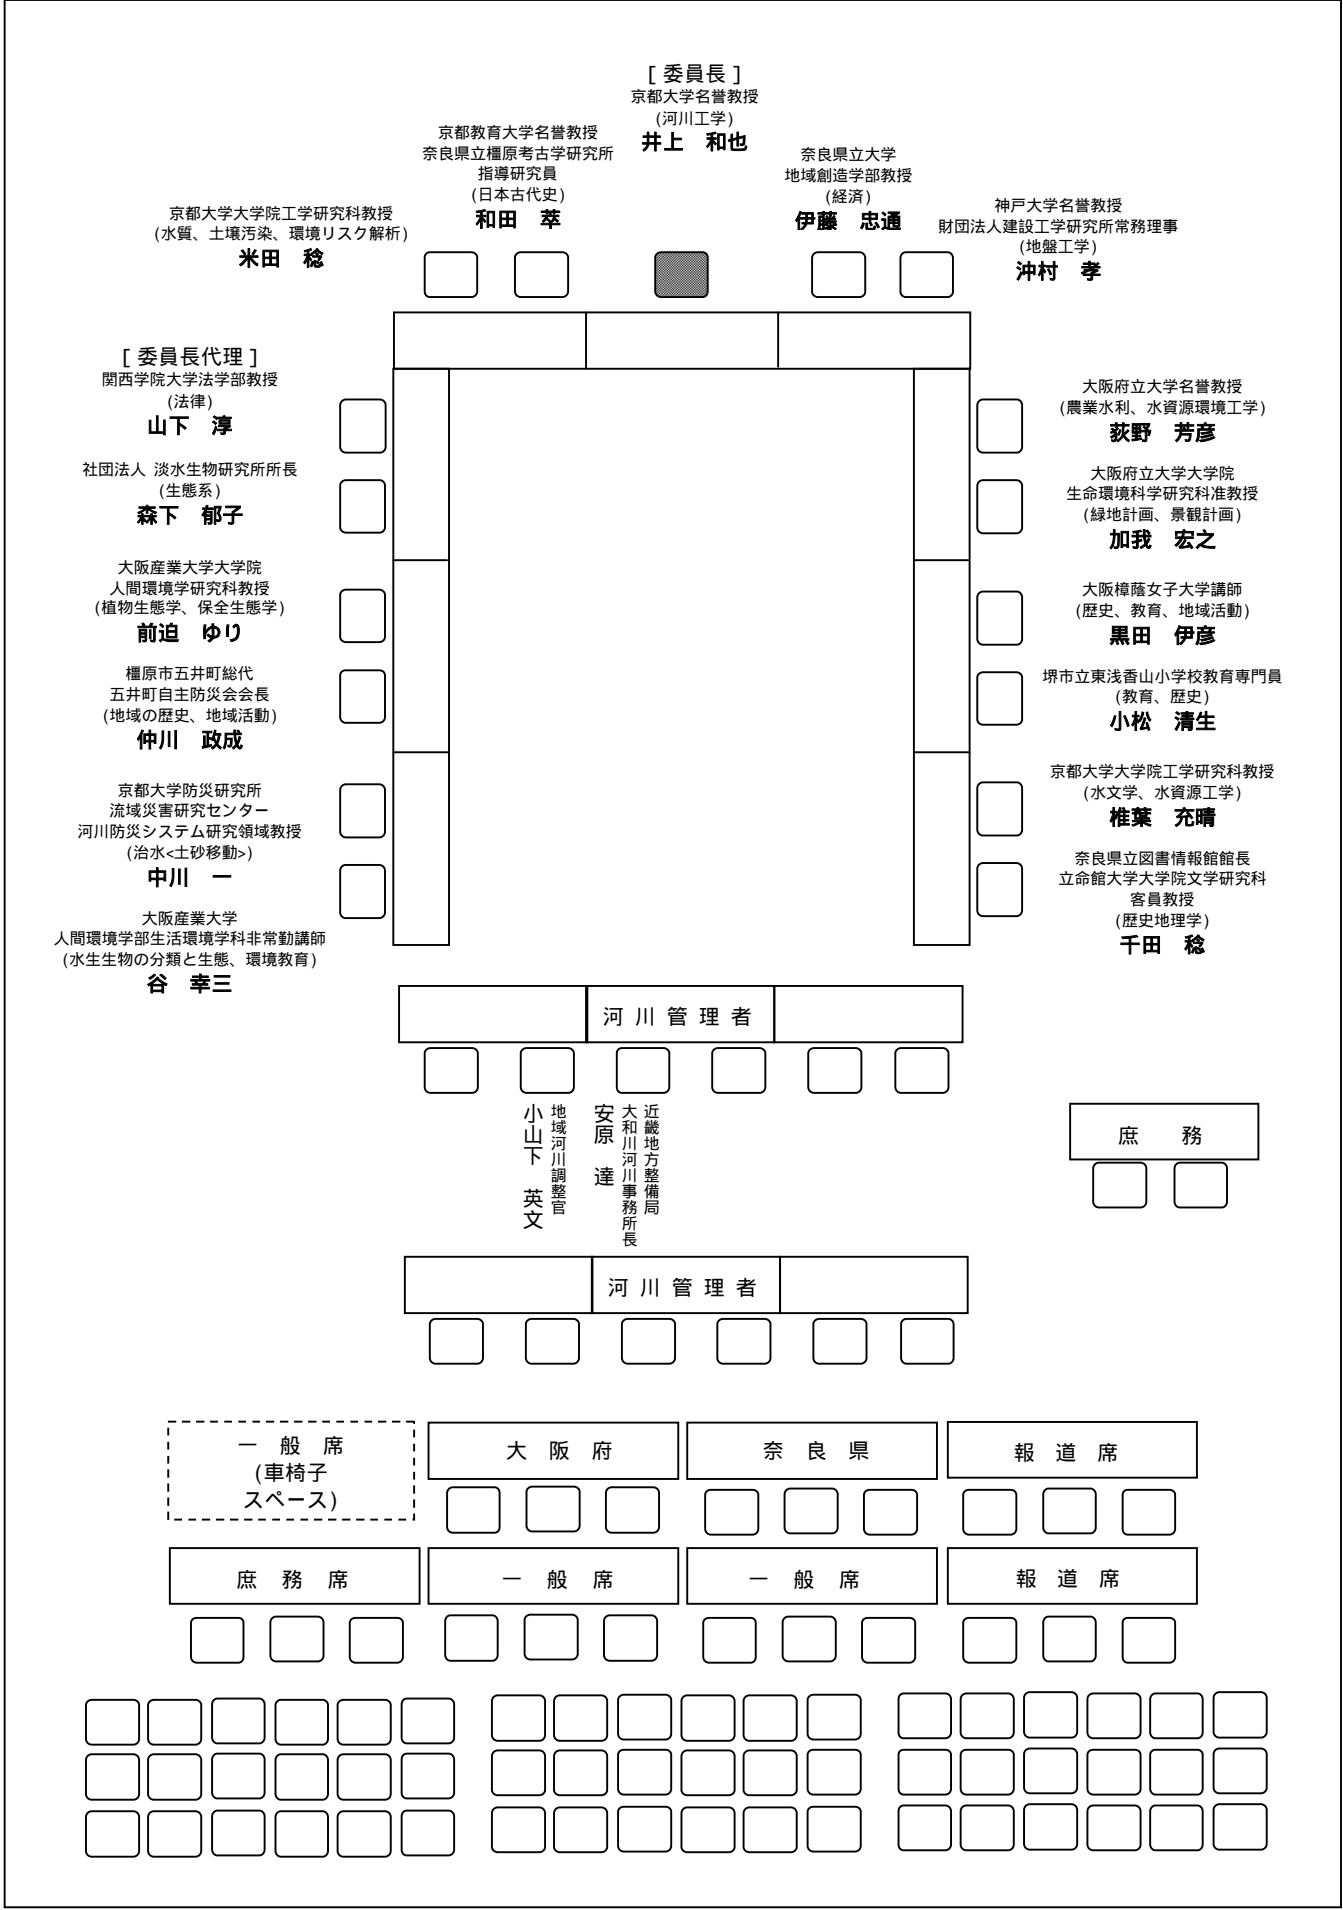 [ 委員長 ]
京都大学名誉教授
(河川工学)
井上　和也
京都教育大学名誉教授
奈良県立橿原考古学研究所
指導研究員
(日本古代史)
和田　萃
奈良県立大学
地域創造学部教授
(経済)
伊藤　忠通
京都大学大学院工学研究科教授
(水質、土壌汚染、環境リスク解析)
米田　稔
神戸大学名誉教授
財団法人建設工学研究所常務理事
(地盤工学)
沖村　孝
[ 委員長代理 ]
関西学院大学法学部教授
(法律)
山下　淳
社団法人 淡水生物研究所所長
(生態系)
森下　郁子
大阪産業大学大学院
人間環境学研究科教授
(植物生態学、保全生態学)
前迫　ゆり
橿原市五井町総代
五井町自主防災会会長
(地域の歴史、地域活動)
仲川　政成
京都大学防災研究所
流域災害研究センター
河川防災システム研究領域教授
(治水<土砂移動>)
中川　一
大阪産業大学
人間環境学部生活環境学科非常勤講師
(水生生物の分類と生態、環境教育)
谷　幸三
大阪府立大学名誉教授
(農業水利、水資源環境工学)
荻野　芳彦
大阪府立大学大学院
生命環境科学研究科准教授
(緑地計画、景観計画)
加我　宏之
大阪樟蔭女子大学講師
(歴史、教育、地域活動)
黒田　伊彦
堺市立東浅香山小学校教育専門員
(教育、歴史)
小松　清生
京都大学大学院工学研究科教授
(水文学、水資源工学)
椎葉　充晴
奈良県立図書情報館館長
立命館大学大学院文学研究科
客員教授
(歴史地理学)
千田　稔
河川管理者
近畿地方整備局
大和川河川事務所長
安原　達
地域河川調整官
小山下　英文
庶　務
河川管理者
一 般 席
(車椅子
スペース)
大 阪 府
奈 良 県
報 道 席
庶 務 席
一 般 席
一 般 席
報 道 席